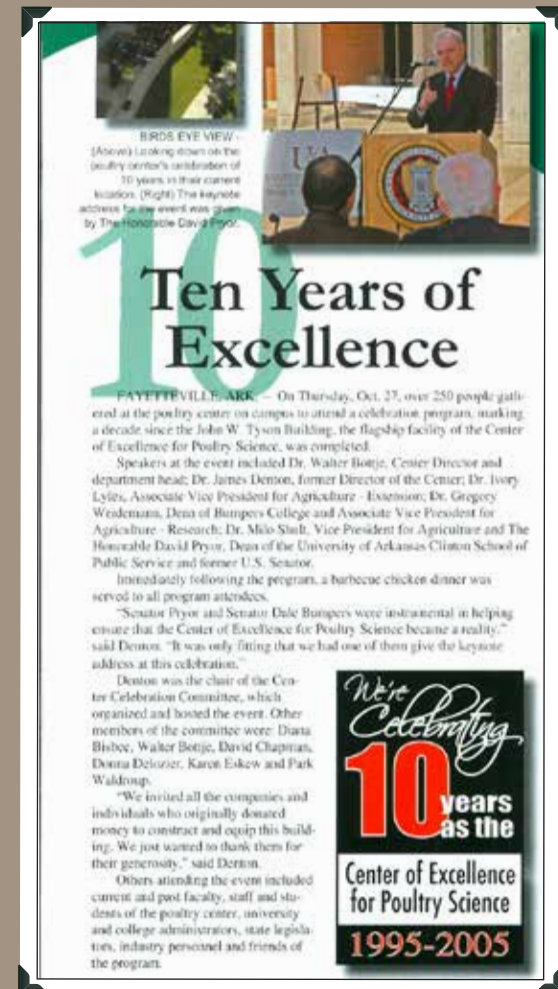 BIRDS EYE VIEW -
(Above) Looking down on the
poultry center's celebration of
10 years in their current
location. (Right) The keynote
address for the event was given
by The Honorable David Pryor.
UA
10
Ten Years of
Excellence
FAYETTEVILLE, ARK. — On Thursday, Oct. 27, over 250 people gath-
ered at the poultry center on campus to attend a celebration program, marking
a decade since the John W. Tyson Building, the flagship facility of the Center
of Excellence for Poultry Science, was completed.
Speakers at the event included Dr. Walter Bottje, Center Director and
department head; Dr. James Denton, former Director of the Center; Dr. Ivory
Lyles, Associate Vice President for Agriculture - Extension; Dr. Gregory
Weidemann, Dean of Bumpers College and Associate Vice President for
Agriculture - Research; Dr. Milo Shult, Vice President for Agriculture and The
Honorable David Pryor, Dean of the University of Arkansas Clinton School of
Public Service and former U.S. Senator.
Immediately following the program, a barbecue chicken dinner was
served to all program attendees.
"Senator Pryor and Senator Dale Bumpers were instrumental in helping
ensure that the Center of Excellence for Poultry Science became a reality,"
said Denton. "It was only fitting that we had one of them give the keynote
address at this celebration."
Denton was the chair of the Cen-
ter Celebration Committee, which
organized and hosted the event. Other
members of the committee were: Diana
Bisbee, Walter Bottje, David Chapman,
Donna Delozier, Karen Eskew and Park
Waldroup.
"We invited all the companies and
individuals who originally donated
money to construct and equip this build-
ing. We just wanted to thank them for
their generosity," said Denton.
Others attending the event included
current and past faculty, staff and stu-
dents of the poultry center, university
and college administrators, state legisla-
tors, industry personnel and friends of
the program.
We're
Celebrating
10
years
as the
Center of Excellence
for Poultry Science
1995-2005